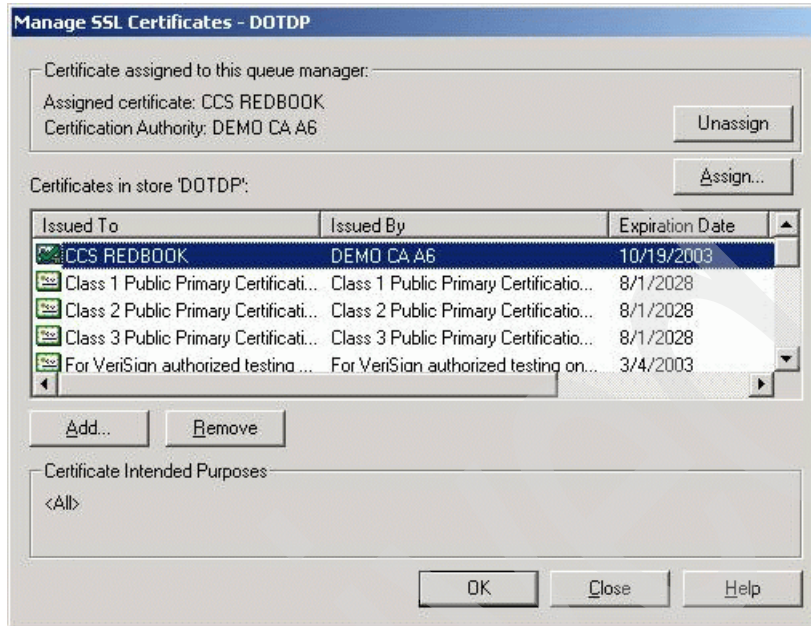 Manage SSL Certificates - DOTDP
Certificate assigned to this queue manager:
Assigned certificate: CCS REDBOOK
Certification Authority: DEMO CA A6
Unassign
Assign...
Certificates in store 'DOTDP':
Issued To Issued By Expiration Date
CCS REDBOOK DEMO CA A6 10/19/2003
Class 1 Public Primary Certificati... Class 1 Public Primary Certificatio... 8/1/2028
Class 2 Public Primary Certificati... Class 2 Public Primary Certificatio... 8/1/2028
Class 3 Public Primary Certificati... Class 3 Public Primary Certificatio... 8/1/2028
For VeriSign authorized testing ... For VeriSign authorized testing on... 3/4/2003
Add... Remove
Certificate Intended Purposes
<All>
OK Close Help